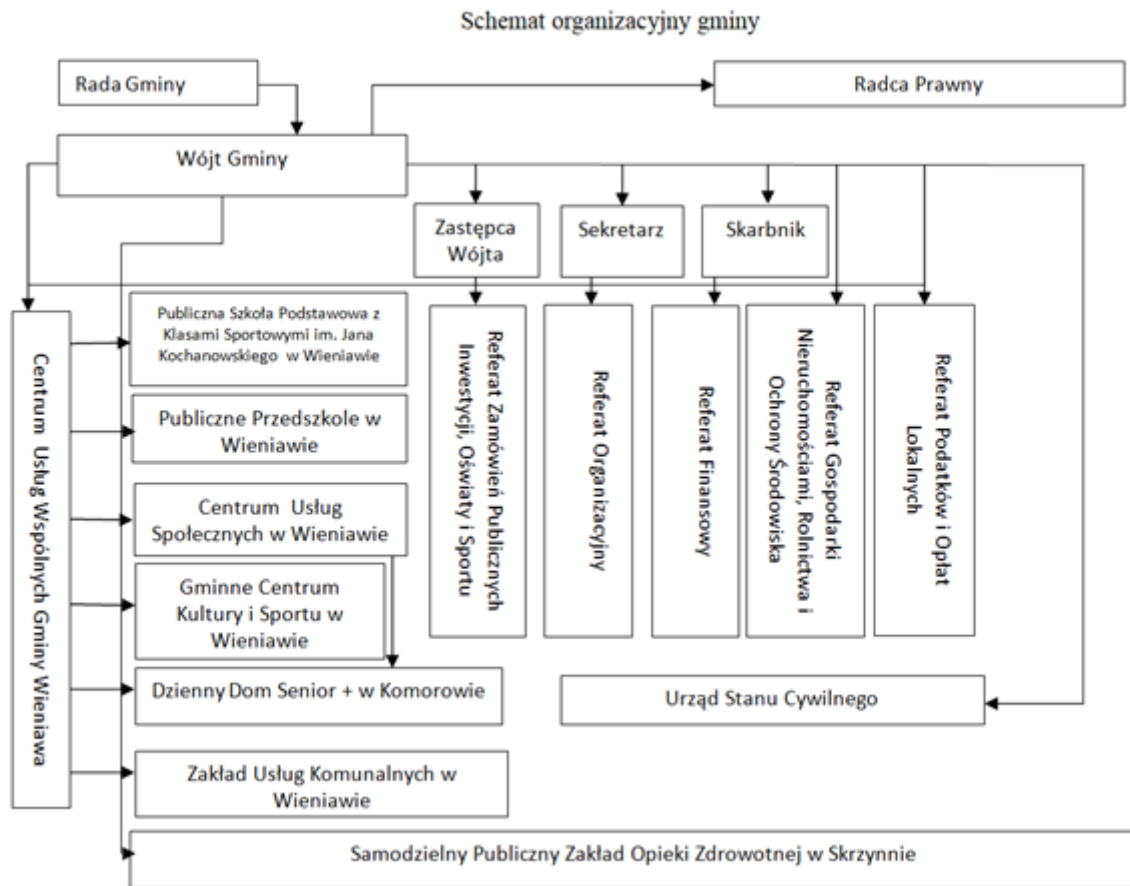 Schemat organizacyjny gminy
Rada Gminy
Radca Prawny
Wójt Gminy
Zastępca
Wójta
Sekretarz
Skarbnik
Centrum Usług Wspólnych Gminy Wieniawa
Publiczna Szkoła Podstawowa z
Klasami Sportowymi im. Jana
Kochanowskiego w Wieniawie
Publiczne Przedszkole w
Wieniawie
Centrum Usług
Społecznych w Wieniawie
Gminne Centrum
Kultury i Sportu w
Wieniawie
Dzienny Dom Senior + w Komorowie
Zakład Usług Komunalnych w
Wieniawie
Referat Zamówień Publicznych
Inwestycji, Oświaty i Sportu
Referat Organizacyjny
Referat Finansowy
Referat Gospodarki
Nieruchomościami, Rolnictwa i
Ochrony Środowiska
Referat Podatków i Opłat
Lokalnych
Urząd Stanu Cywilnego
Samodzielny Publiczny Zakład Opieki Zdrowotnej w Skrzynnie